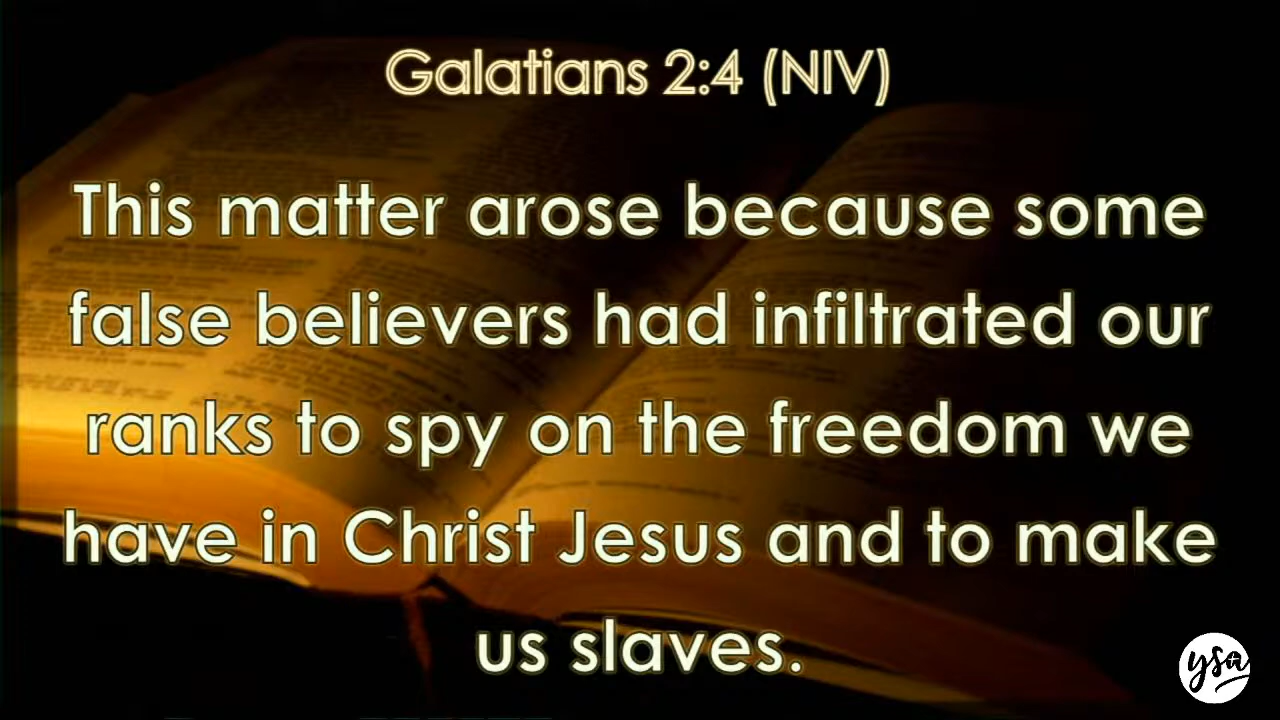 Galatians 2:4 (NIV)
This matter arose because some
false believers had infiltrated our
ranks to spy on the freedom we
have in Christ Jesus and to make
us slaves.
ysa